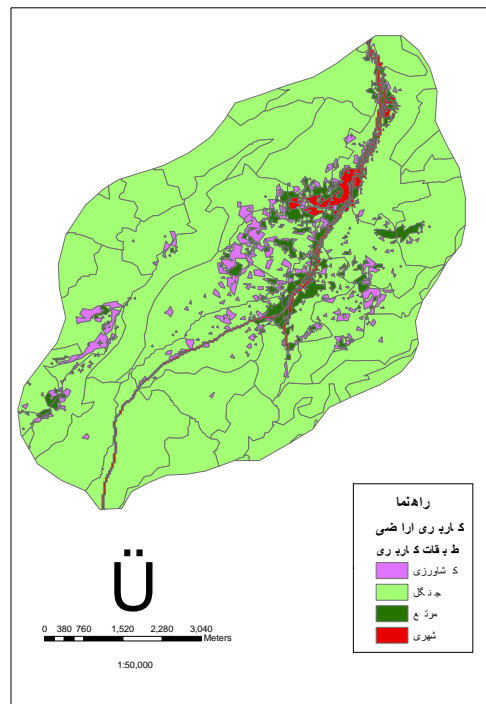 راهنما
کاربری اراضی
طبقات کاربری
کشاورزی
جنگل
مرتع
شهری
Ü
0 380 760 1,520 2,280 3,040
Meters
1:50,000